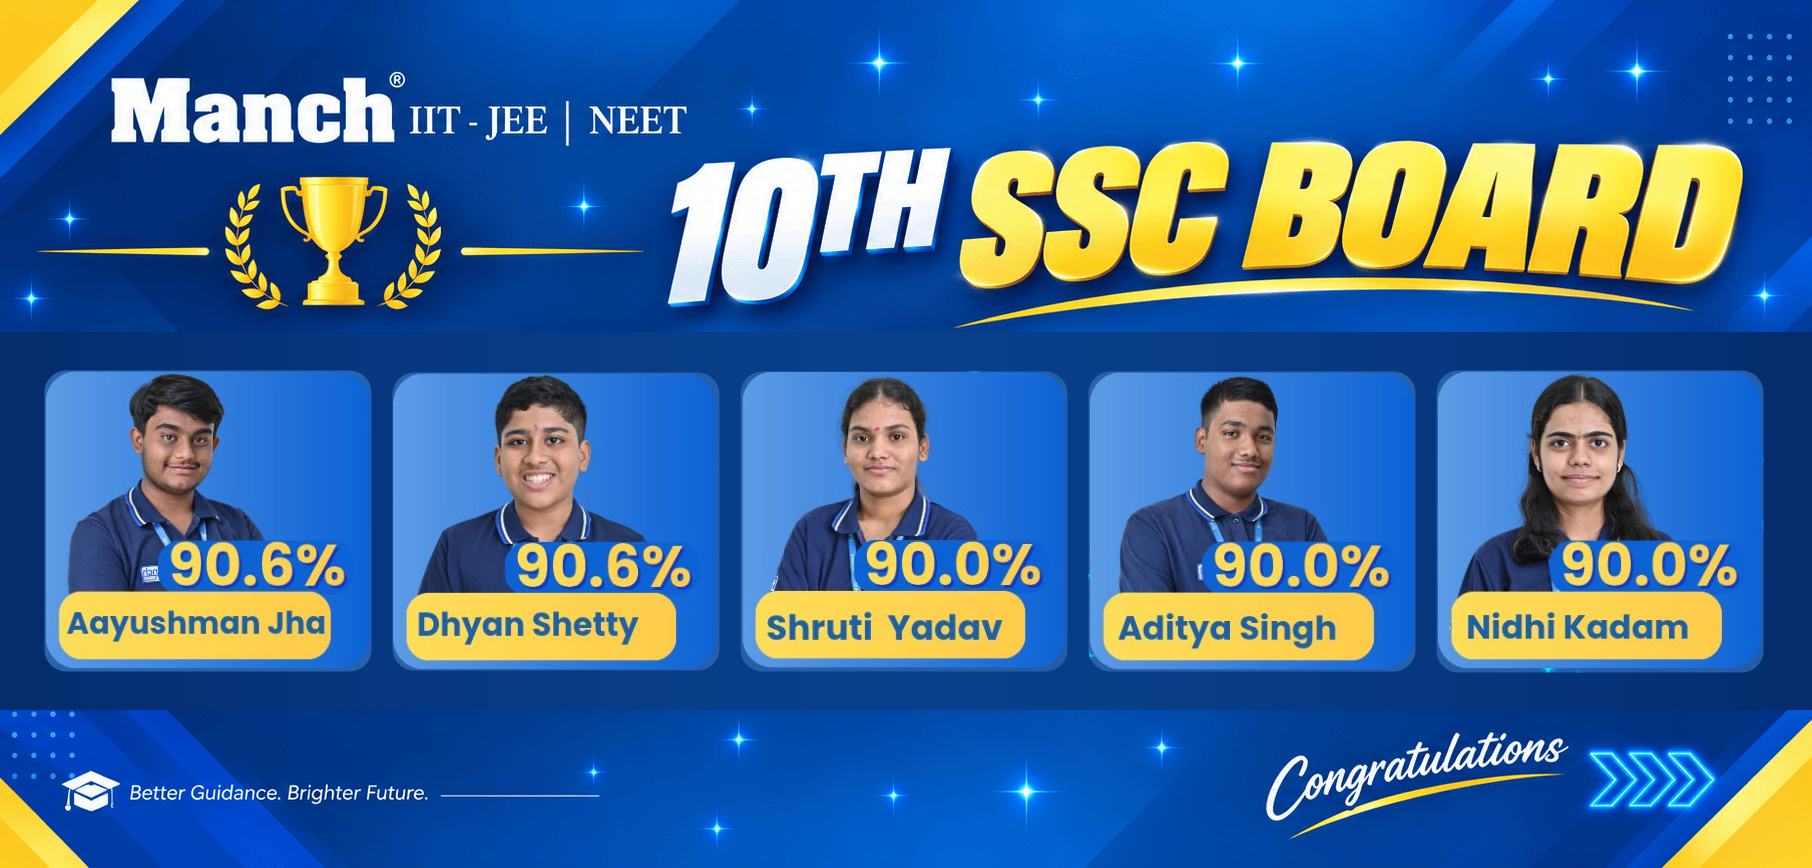 Manch® IIT - JEE | NEET
10TH SSC BOARD
90.6%
Aayushman Jha
90.6%
Dhyan Shetty
90.0%
Shruti Yadav
90.0%
Aditya Singh
90.0%
Nidhi Kadam
Better Guidance. Brighter Future.
Congratulations